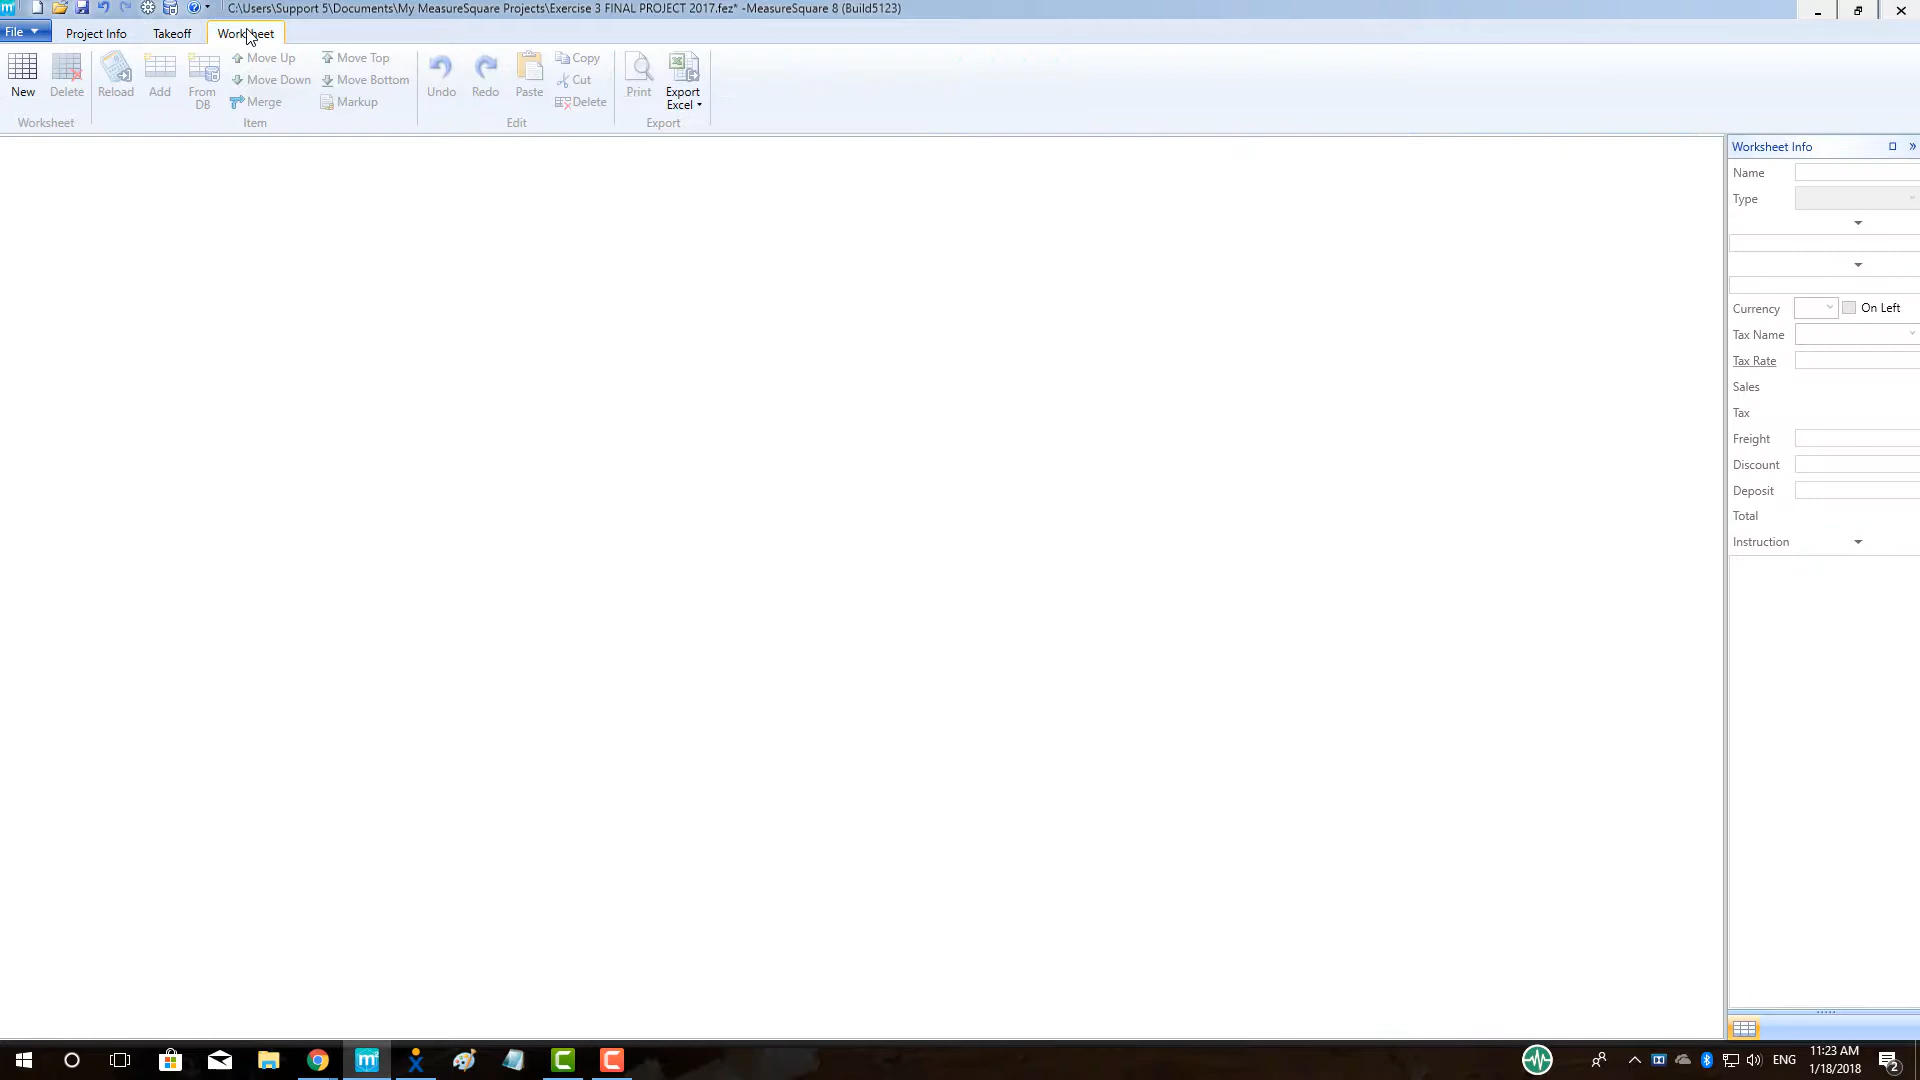 C:\Users\Support 5\Documents\My MeasureSquare Projects\Exercise 3 FINAL PROJECT 2017.fez* -MeasureSquare 8 (Build5123)
File Project Info Takeoff Worksheet
New Delete Reload Add From DB Move Up Move Top Undo Redo Paste Copy Print Export Excel
Move Down Move Bottom Cut
Merge Markup Delete
Worksheet Item Edit Export
Worksheet Info
Name
Type
Currency On Left
Tax Name
Tax Rate
Sales
Tax
Freight
Discount
Deposit
Total
Instruction
ENG 11:23 AM
1/18/2018
2